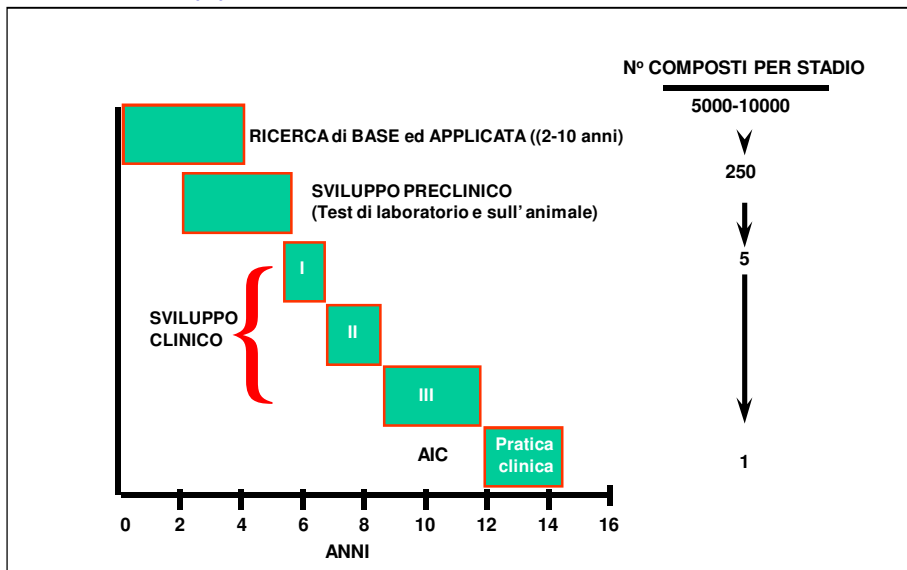 Nº COMPOSTI PER STADIO
5000-10000
RICERCA di BASE ed APPLICATA ((2-10 anni)
250
SVILUPPO PRECLINICO
(Test di laboratorio e sull’ animale)
5
I
SVILUPPO
CLINICO
II
III
AIC
Pratica
clinica
1
0 2 4 6 8 10 12 14 16
ANNI